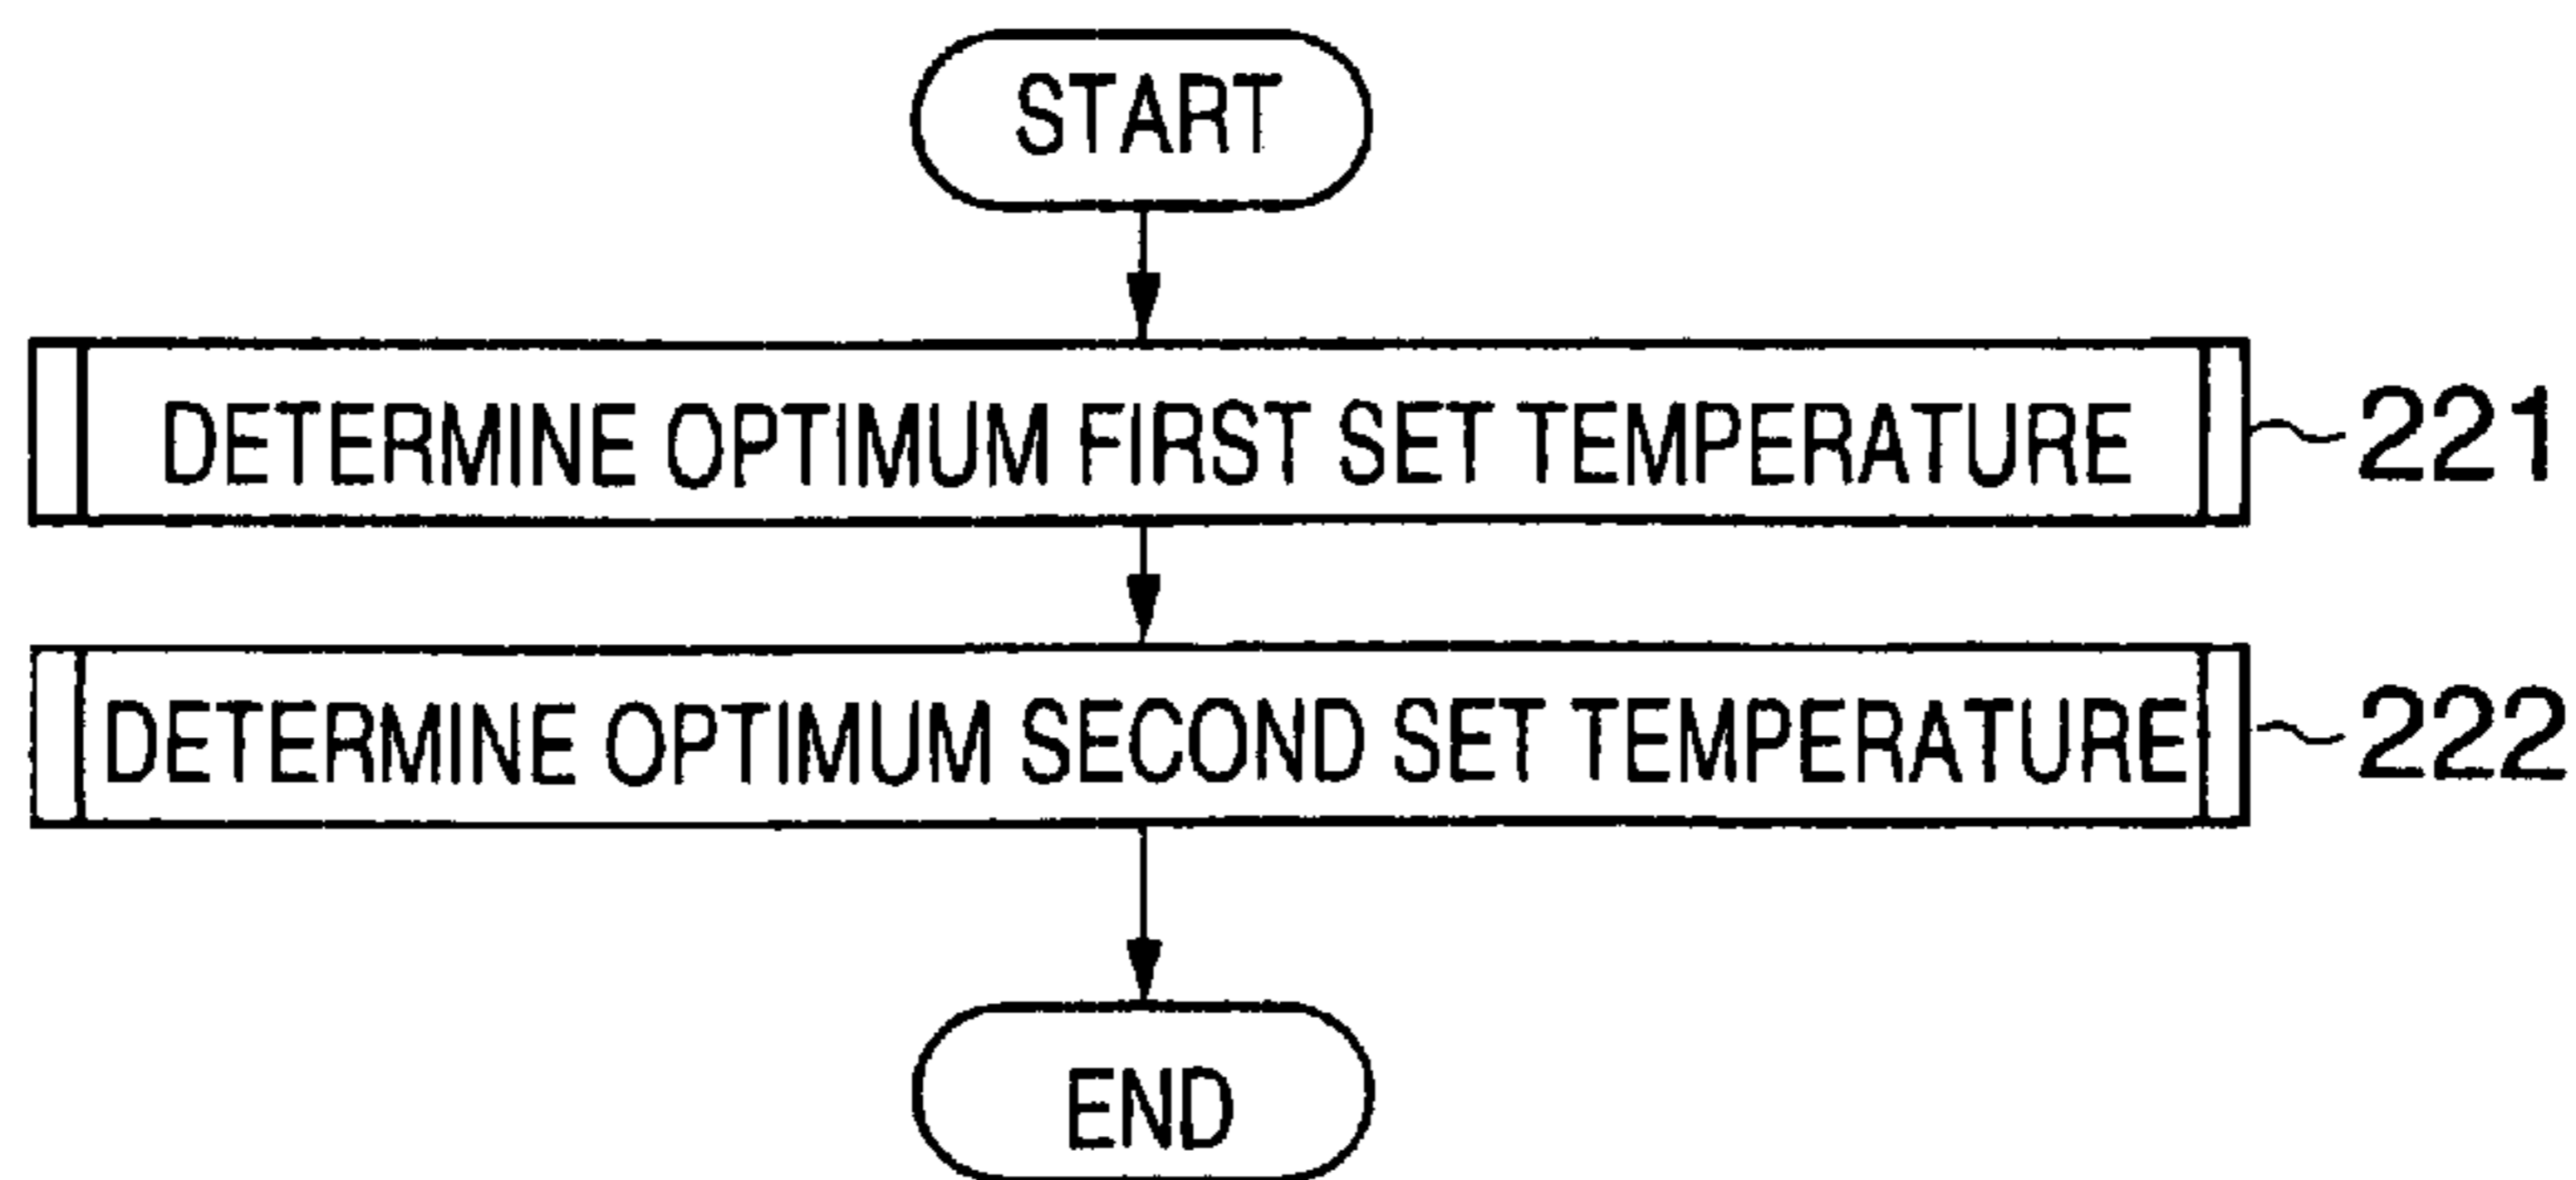 START
DETERMINE OPTIMUM FIRST SET TEMPERATURE 221
DETERMINE OPTIMUM SECOND SET TEMPERATURE 222
END